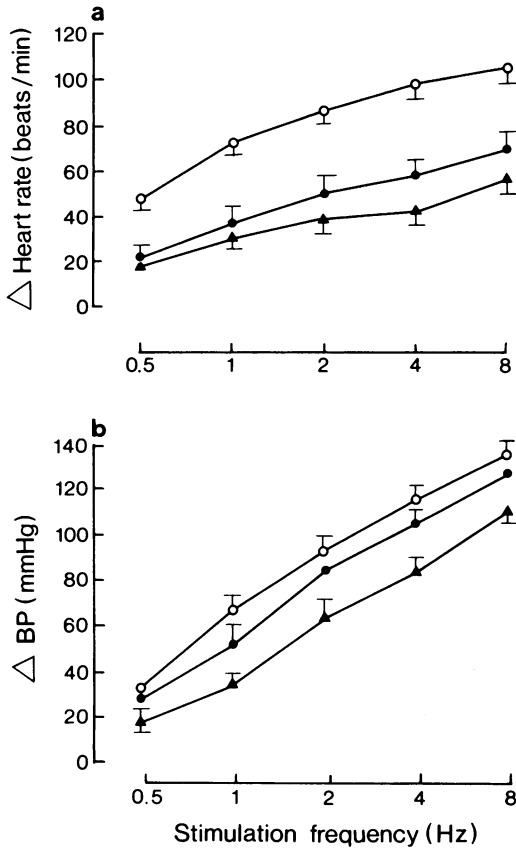 a
120
100
80
60
40
20
0
△ Heart rate (beats/min)
0.5 1 2 4 8
b
140
120
100
80
60
40
20
0
△ BP (mmHg)
0.5 1 2 4 8
Stimulation frequency (Hz)